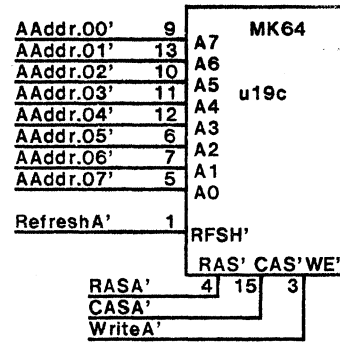 AAddr.00' 9 MK64
A7
AAddr.01' 13
A6
AAddr.02' 10
A5 u19c
AAddr.03' 11
A4
AAddr.04' 12
A3
AAddr.05' 6
A2
AAddr.06' 7
A1
AAddr.07' 5
A0
RefreshA' 1
RFSH'
RAS' CAS' WE'
RASA' 4 15 3
CASA'
WriteA'